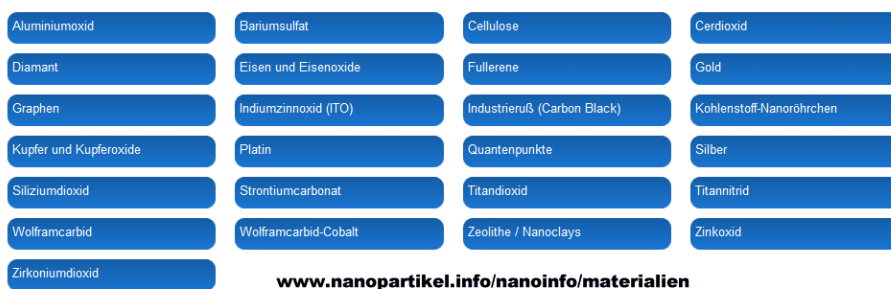 Aluminiumoxid
Bariumsulfat
Cellulose
Cerdioxid
Diamant
Eisen und Eisenoxide
Fullerene
Gold
Graphen
Indiumzinnoxid (ITO)
Industrieruß (Carbon Black)
Kohlenstoff-Nanoröhrchen
Kupfer und Kupferoxide
Platin
Quantenpunkte
Silber
Siliziumdioxid
Strontiumcarbonat
Titandioxid
Titannitrid
Wolframcarbid
Wolframcarbid-Cobalt
Zeolithe / Nanoclays
Zinkoxid
Zirkoniumdioxid
www.nanopartikel.info/nanoinfo/materialien